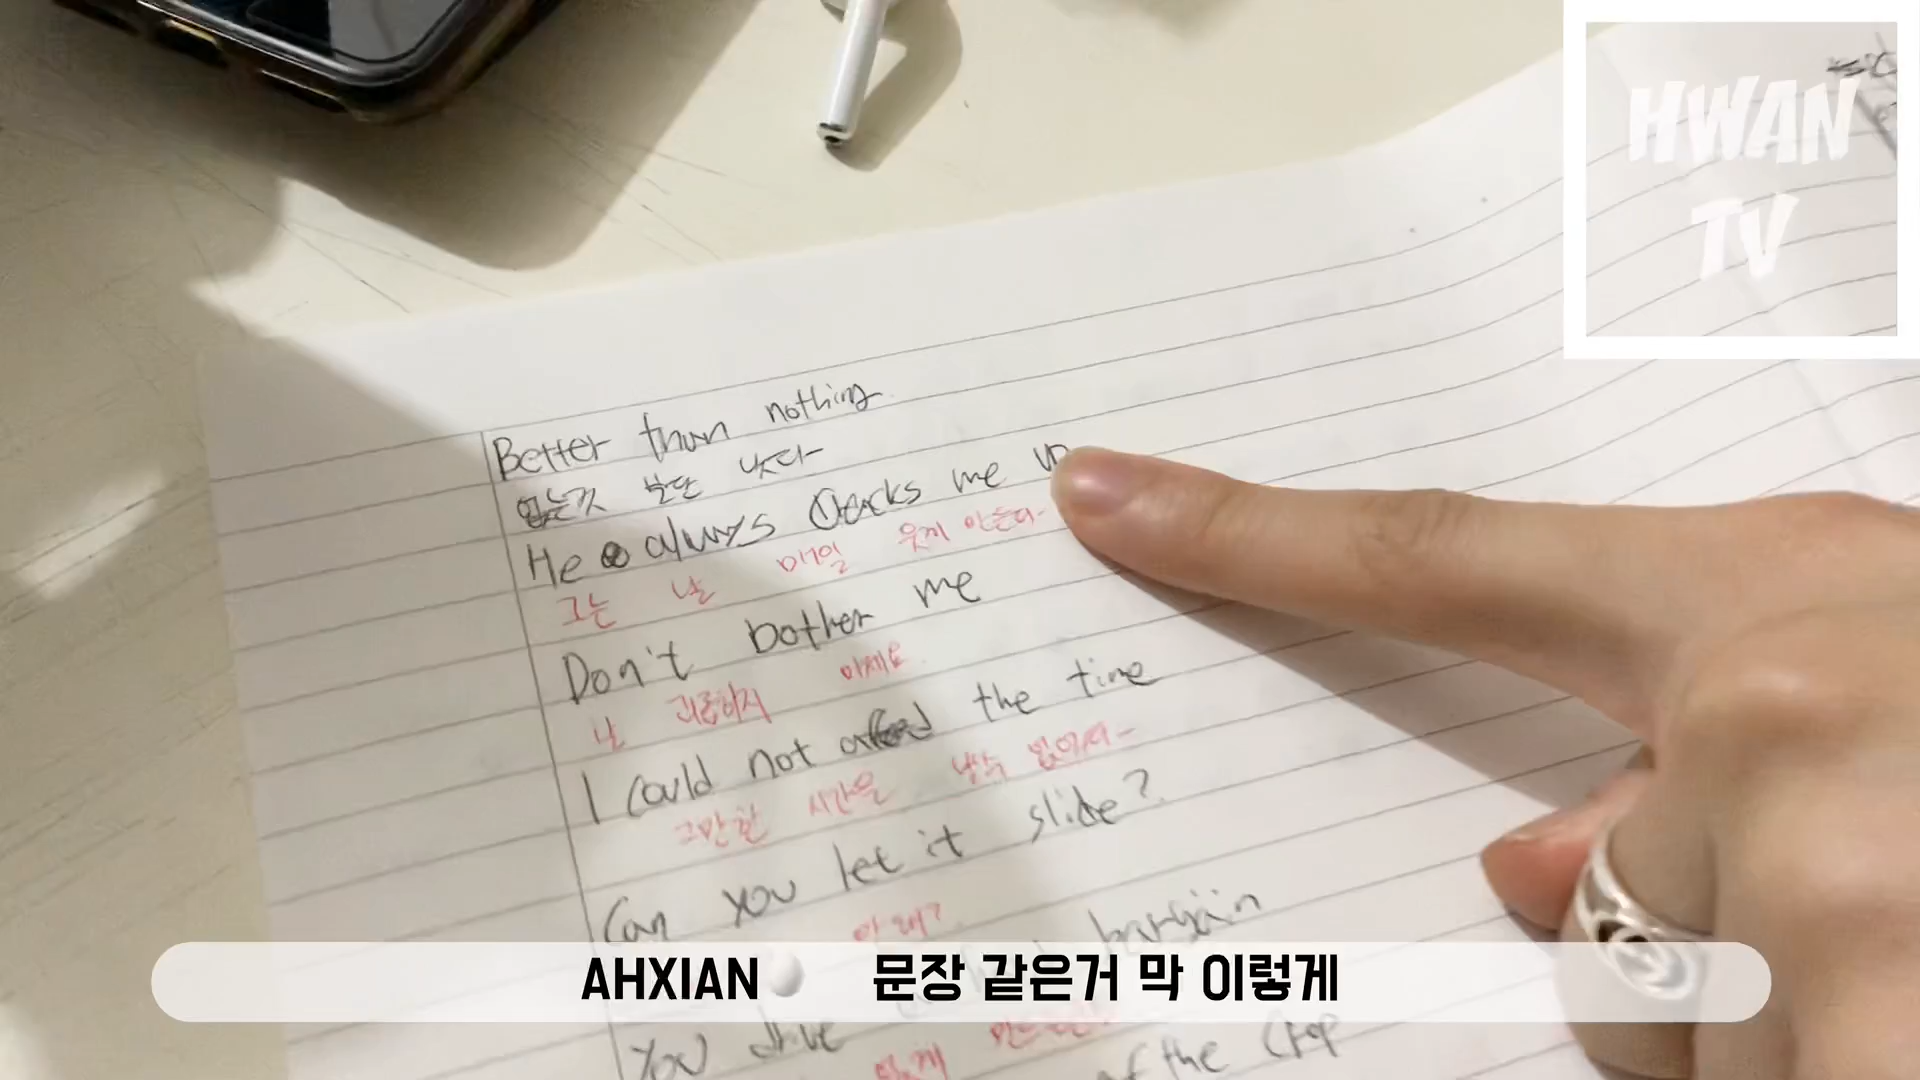 HWAN
TV
Better than nothing
없는것 보단 낫다
He always cracks me up
그는 날 매일 웃게 만든다
Don't bother me
날 괴롭히지 마세요
I could not afford the time
그만한 시간을 낼수 없었다
Can you let it slide?
bargain
AHXIAN 문장 같은거 막 이렇게
You drive
of the crop